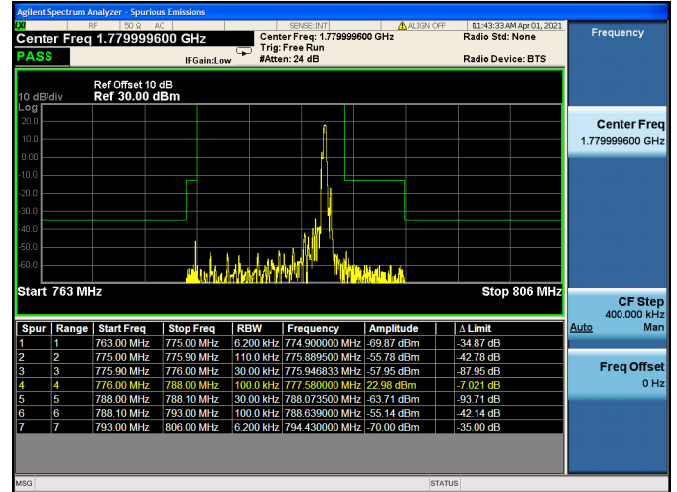 Agilent Spectrum Analyzer - Spurious Emissions
LXI RF 50 Ω AC SENSE:INT ALIGN OFF 11:43:33 AM Apr 01, 2021
Center Freq 1.779999600 GHz Center Freq: 1.779999600 GHz Radio Std: None
Trig: Free Run
PASS IFGain:Low #Atten: 24 dB Radio Device: BTS
Ref Offset 10 dB
10 dB/div Ref 30.00 dBm
Log
20.0
10.0
0.00
-10.0
-20.0
-30.0
-40.0
-50.0
-60.0
Start 763 MHz Stop 806 MHz
Spur Range Start Freq Stop Freq RBW Frequency Amplitude Δ Limit
1 1 763.00 MHz 775.00 MHz 6.200 kHz 774.900000 MHz -69.87 dBm -34.87 dB
2 2 775.00 MHz 775.90 MHz 110.0 kHz 775.889500 MHz -55.78 dBm -42.78 dB
3 3 775.90 MHz 776.00 MHz 30.00 kHz 775.946833 MHz -57.95 dBm -87.95 dB
4 4 776.00 MHz 788.00 MHz 100.0 kHz 777.580000 MHz 22.98 dBm -7.021 dB
5 5 788.00 MHz 788.10 MHz 30.00 kHz 788.073500 MHz -63.71 dBm -93.71 dB
6 6 788.10 MHz 793.00 MHz 100.0 kHz 788.639000 MHz -55.14 dBm -42.14 dB
7 7 793.00 MHz 806.00 MHz 6.200 kHz 794.430000 MHz -70.00 dBm -35.00 dB
MSG STATUS
Frequency
Center Freq
1.779999600 GHz
CF Step
400.000 kHz
Auto Man
Freq Offset
0 Hz